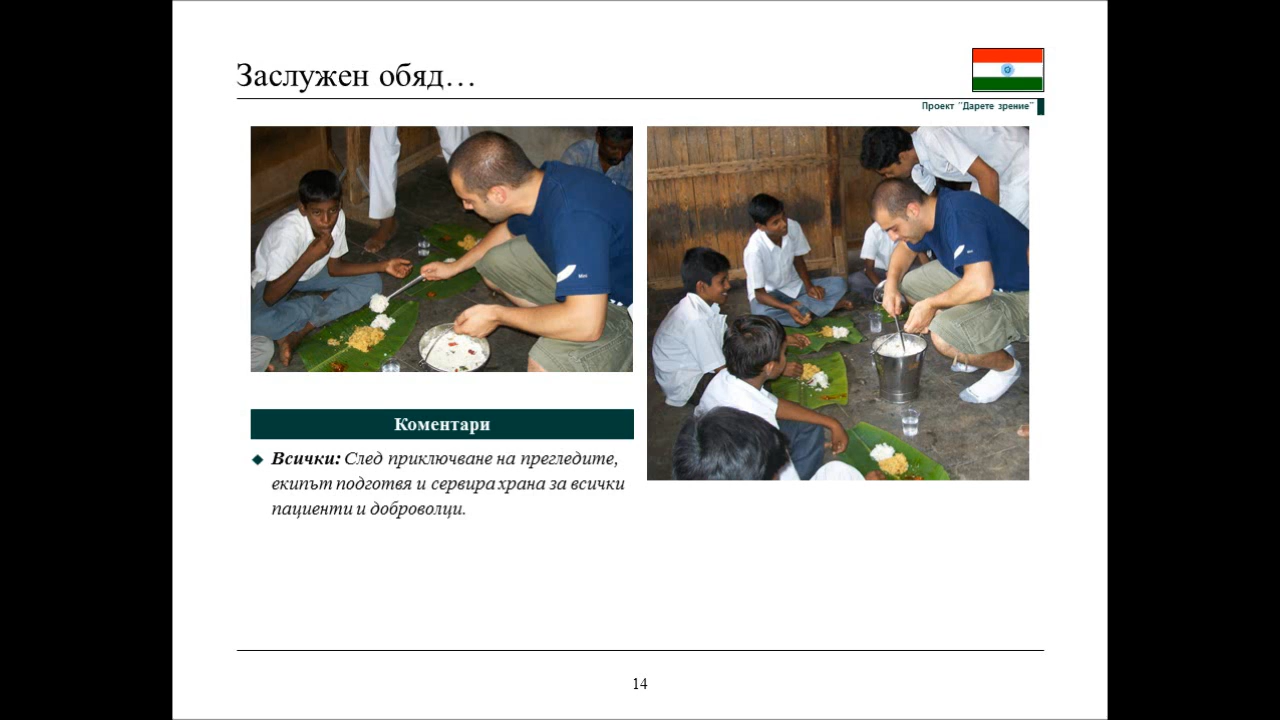 Заслужен обяд…
Проект "Дарете зрение"
Коментари
Всички: След приключване на прегледите,
екипът подготвя и сервира храна за всички
пациенти и доброволци.
14